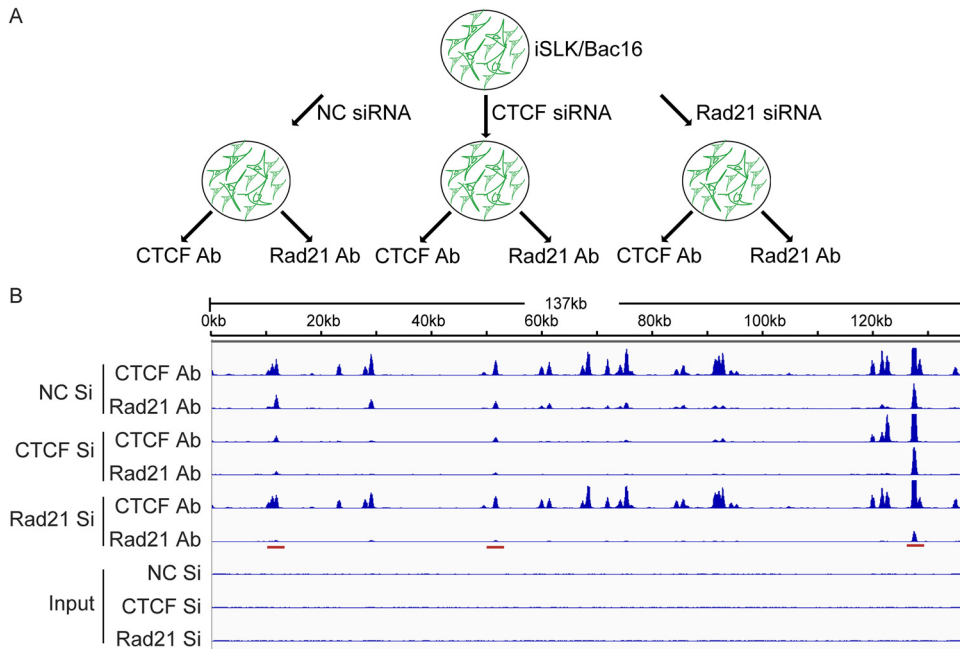 A
iSLK/Bac16
NC siRNA
CTCF siRNA
Rad21 siRNA
CTCF Ab
Rad21 Ab
CTCF Ab
Rad21 Ab
CTCF Ab
Rad21 Ab
B
137kb
0kb 20kb 40kb 60kb 80kb 100kb 120kb
NC Si
CTCF Ab
Rad21 Ab
CTCF Si
CTCF Ab
Rad21 Ab
Rad21 Si
CTCF Ab
Rad21 Ab
Input
NC Si
CTCF Si
Rad21 Si